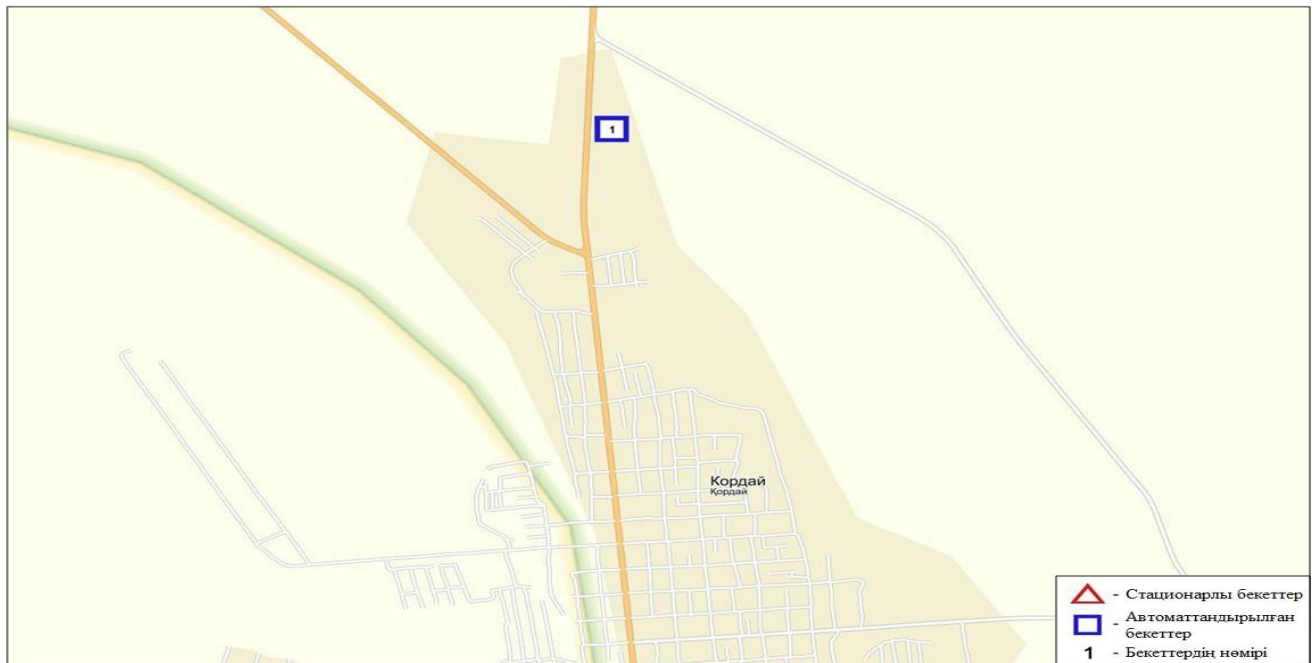 1
Кордай
Қордай
- Стационарлы бекеттер
- Автоматтандырылған
бекеттер
1 - Бекеттердің нөмірі